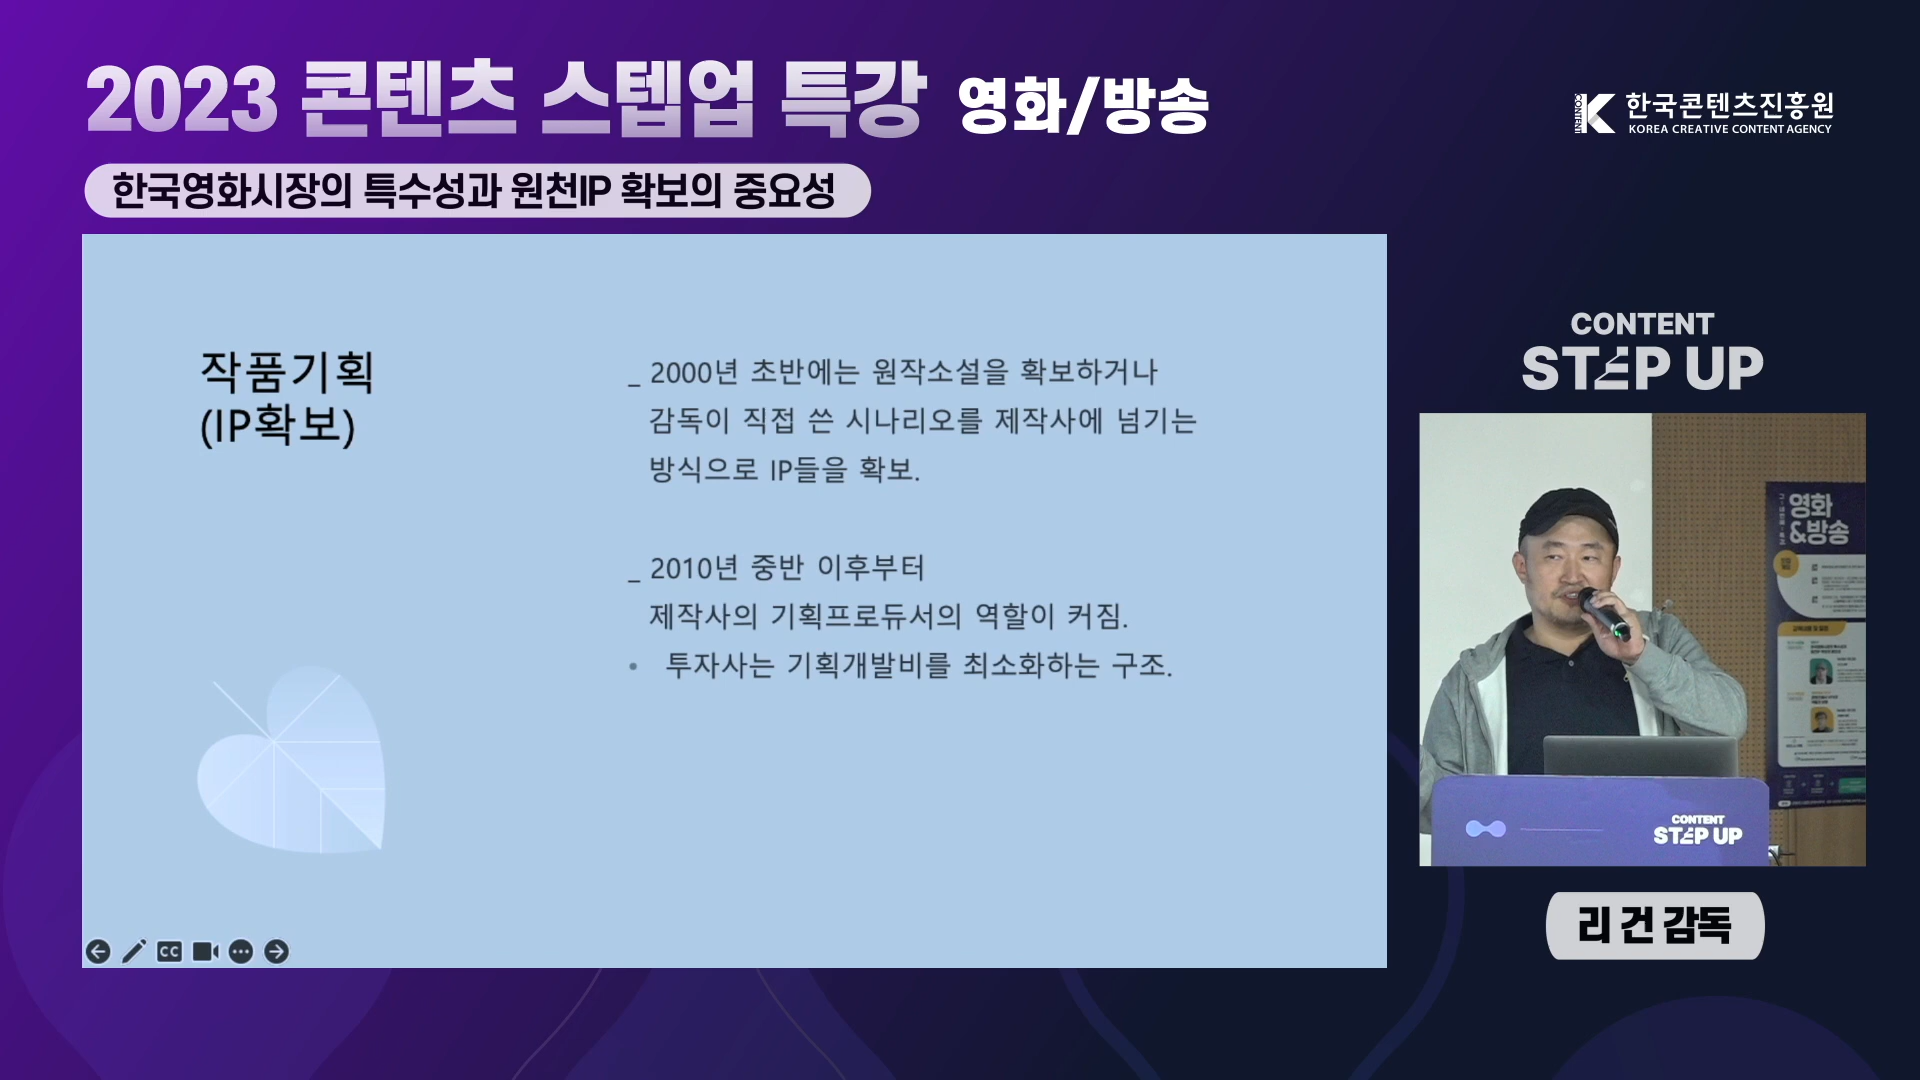 2023 콘텐츠 스텝업 특강 영화/방송
CONTENT
한국콘텐츠진흥원
KOREA CREATIVE CONTENT AGENCY
한국영화시장의 특수성과 원천IP 확보의 중요성
작품기획
(IP확보)
_ 2000년 초반에는 원작소설을 확보하거나
감독이 직접 쓴 시나리오를 제작사에 넘기는
방식으로 IP들을 확보.
_ 2010년 중반 이후부터
제작사의 기획프로듀서의 역할이 커짐.
• 투자사는 기획개발비를 최소화하는 구조.
CC
CONTENT
STEP UP
영화
&방송
CONTENT
STEP UP
리 건 감독